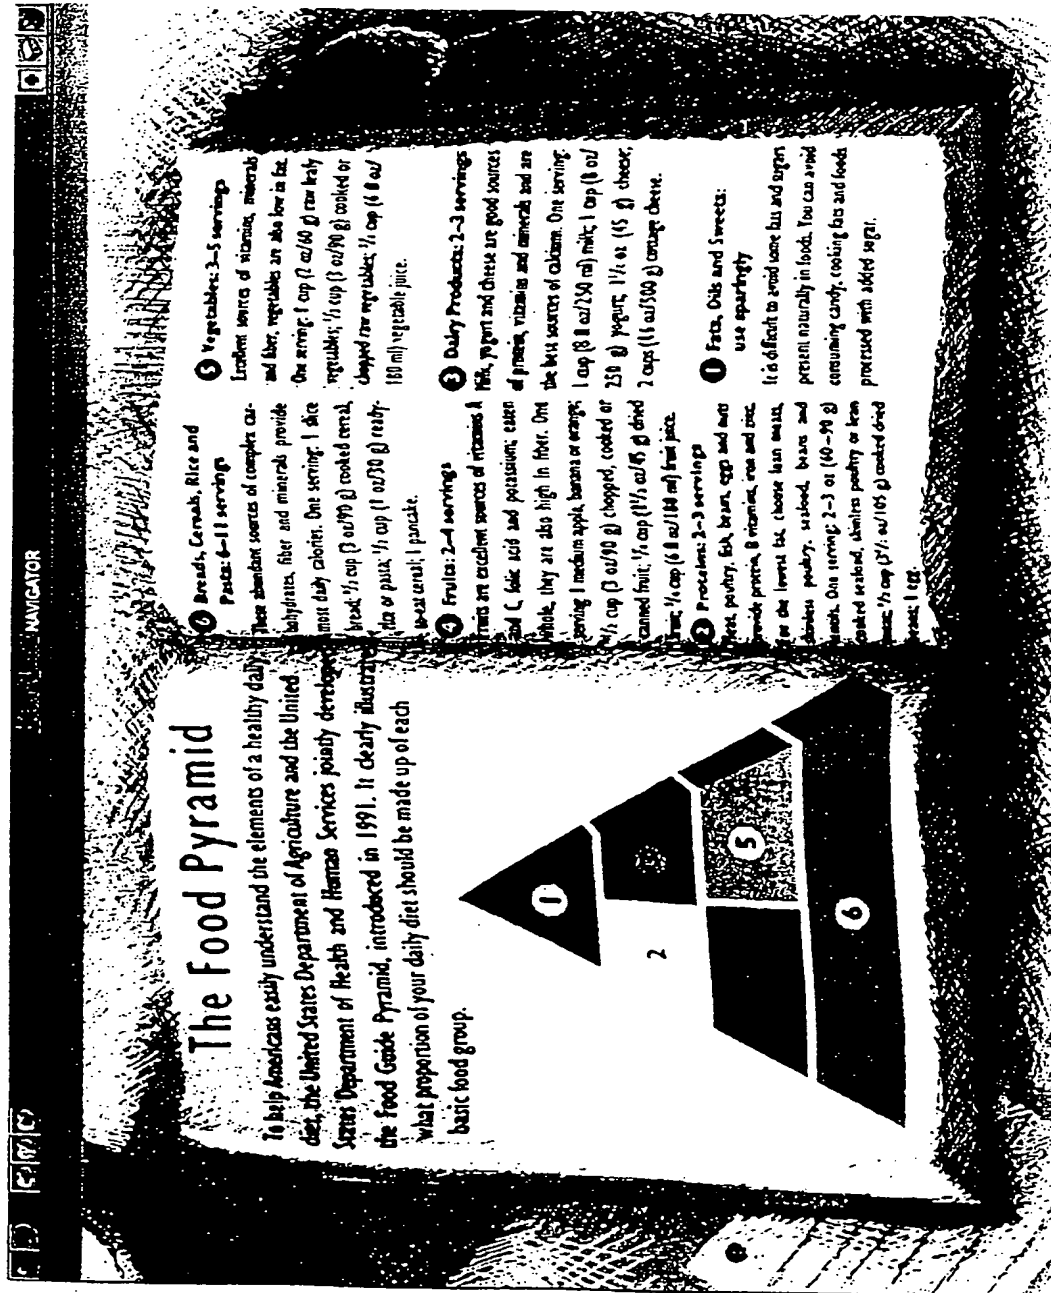 NAVIGATOR
The Food Pyramid
To help Americans easily understand the elements of a healthy daily
diet, the United States Department of Agriculture and the United
States Department of Health and Human Services jointly develop
the Food Guide Pyramid, introduced in 1991. It clearly illustrate
what proportion of your daily diet should be made up of each
basic food group.
1
2
5
6
6 Breads, Cereals, Rice and
Pasta: 6–11 servings
These abundant sources of complex car-
bohydrates, fiber and minerals provide
most daily calories. One serving: 1 slice
bread; 1/2 cup (3 oz/90 g) cooked cereal,
rice or pasta; 1/2 cup (1 oz/30 g) ready-
to-eat cereal; 1 pancake.
4 Fruits: 2–4 servings
Fruits are excellent sources of vitamins A
and C, folic acid and potassium; eaten
whole, they are also high in fiber. One
serving: 1 medium apple, banana or orange;
1/2 cup (3 oz/90 g) chopped, cooked or
canned fruit; 1/4 cup (1 1/2 oz/45 g) dried
fruit; 3/4 cup (6 fl oz/180 ml) fruit juice.
2 Proteins: 2–3 servings
Meat, poultry, fish, beans, eggs and nuts
provide protein, B vitamins, iron and zinc.
For the lowest fat, choose lean meats,
skinless poultry, seafood, beans and
One serving: 2–3 oz (60–90 g)
cooked seafood, skinless poultry or lean
meat; 1/2 cup (3 1/2 oz/105 g) cooked dried
beans; 1 egg.
5 Vegetables: 3–5 servings
Excellent sources of vitamins, minerals
and fiber, vegetables are also low in fat.
One serving: 1 cup (2 oz/60 g) raw leafy
vegetables; 1/2 cup (3 oz/90 g) cooked or
chopped raw vegetables; 3/4 cup (6 fl oz/
180 ml) vegetable juice.
3 Dairy Products: 2–3 servings
Milk, yogurt and cheese are good sources
of protein, vitamins and minerals and are
the best sources of calcium. One serving:
1 cup (8 fl oz/250 ml) milk; 1 cup (8 oz/
250 g) yogurt; 1 1/2 oz (45 g) cheese;
2 cups (16 oz/500 g) cottage cheese.
1 Fats, Oils and Sweets:
use sparingly
It is difficult to avoid some fats and sugars
present naturally in foods. You can avoid
consuming candy, cooking fats and foods
processed with added sugar.